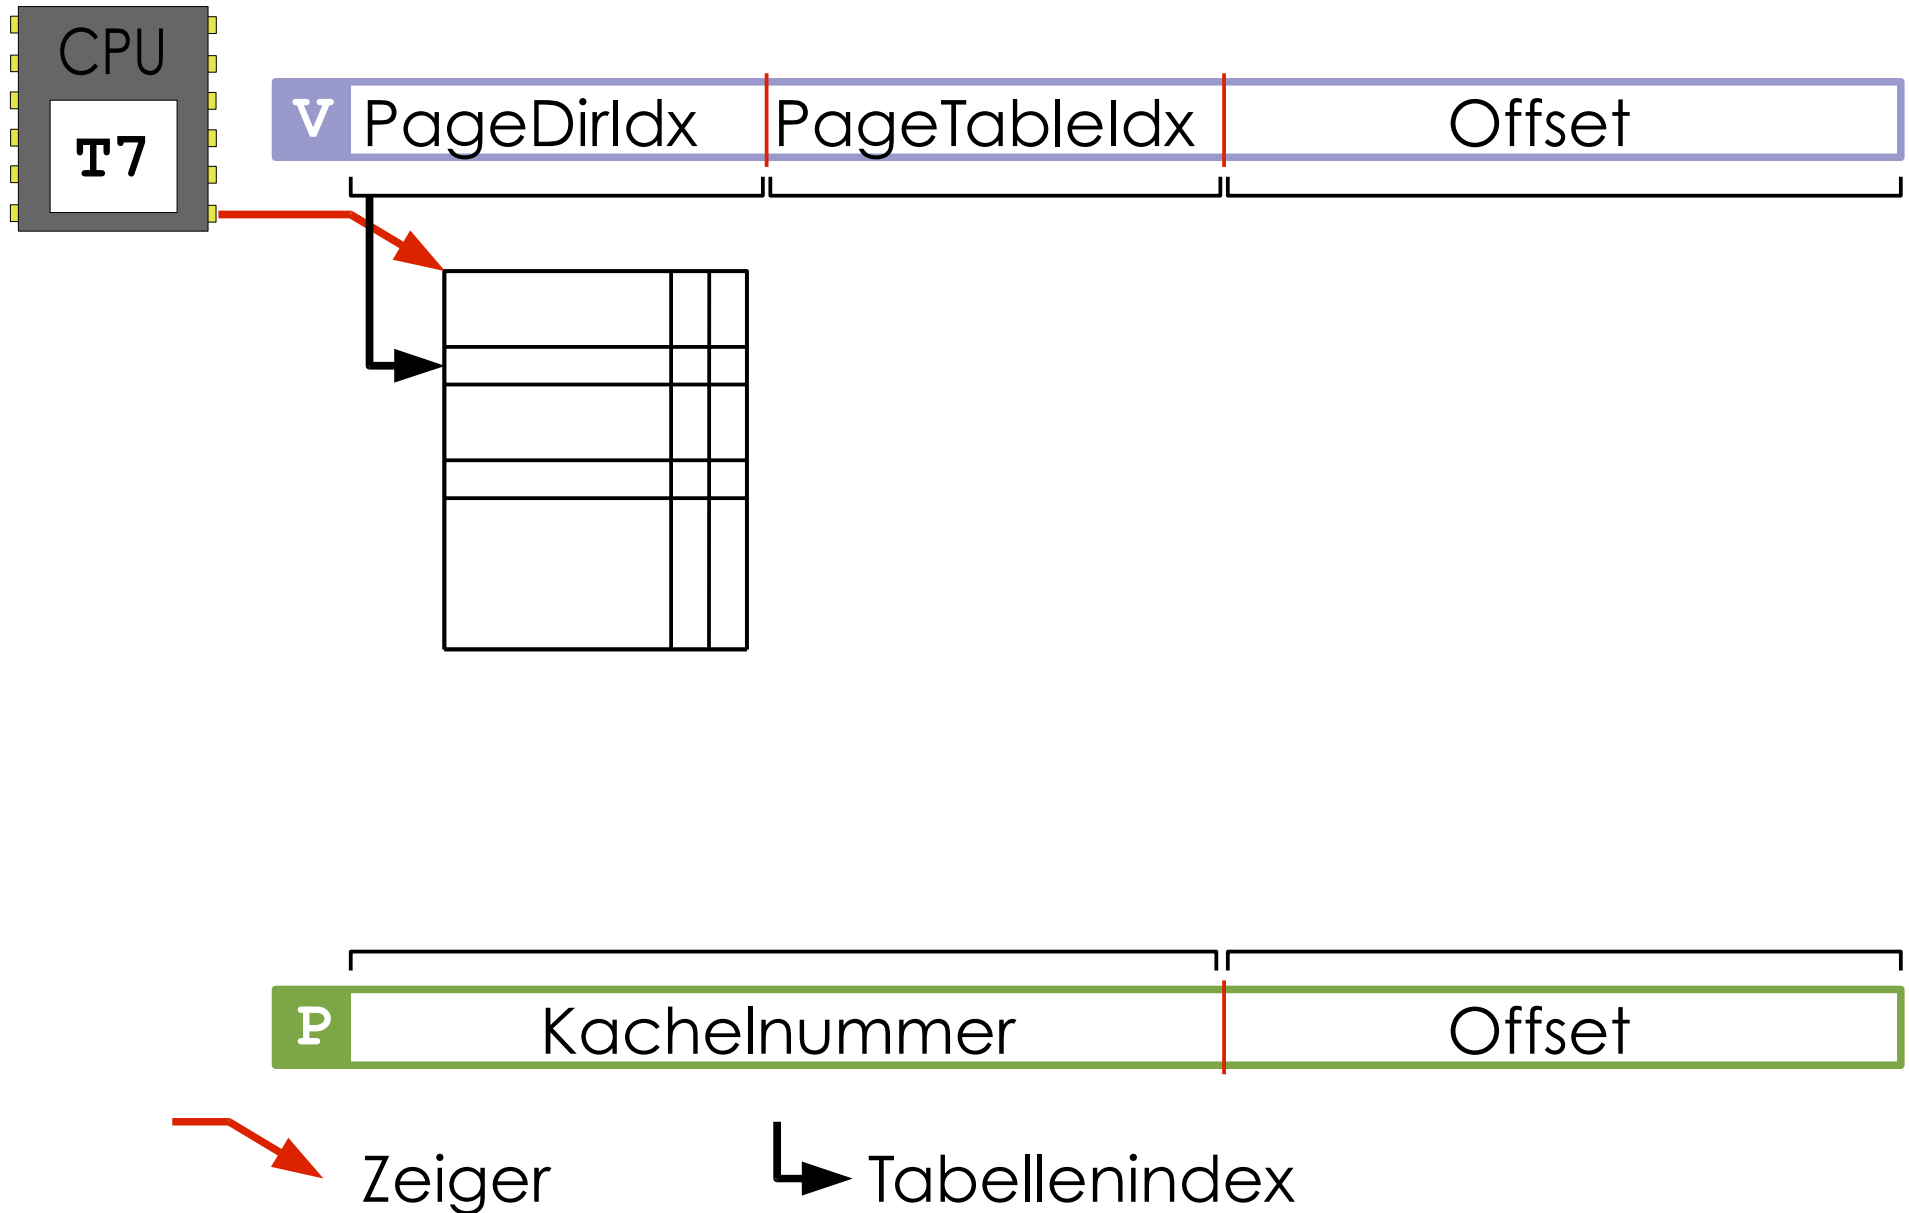 CPU
T7
V PageDirIdx PageTableIdx Offset
P Kachelnummer Offset
Zeiger Tabellenindex